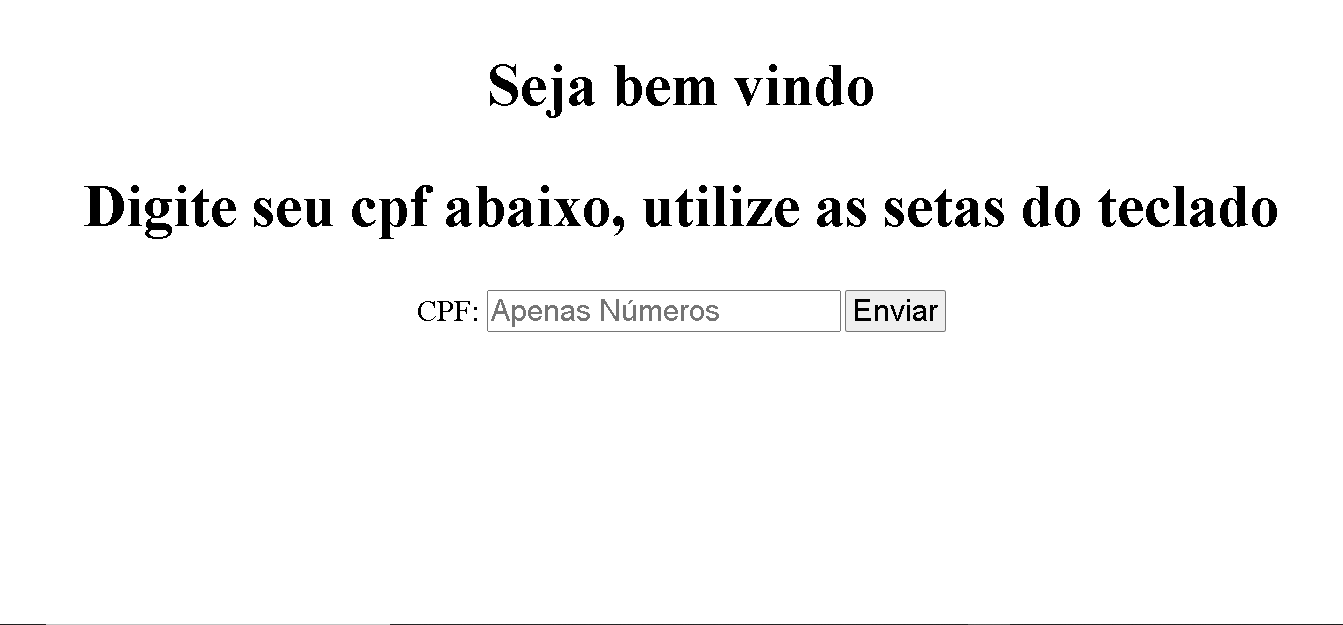 Seja bem vindo
Digite seu cpf abaixo, utilize as setas do teclado
CPF: Apenas Números Enviar